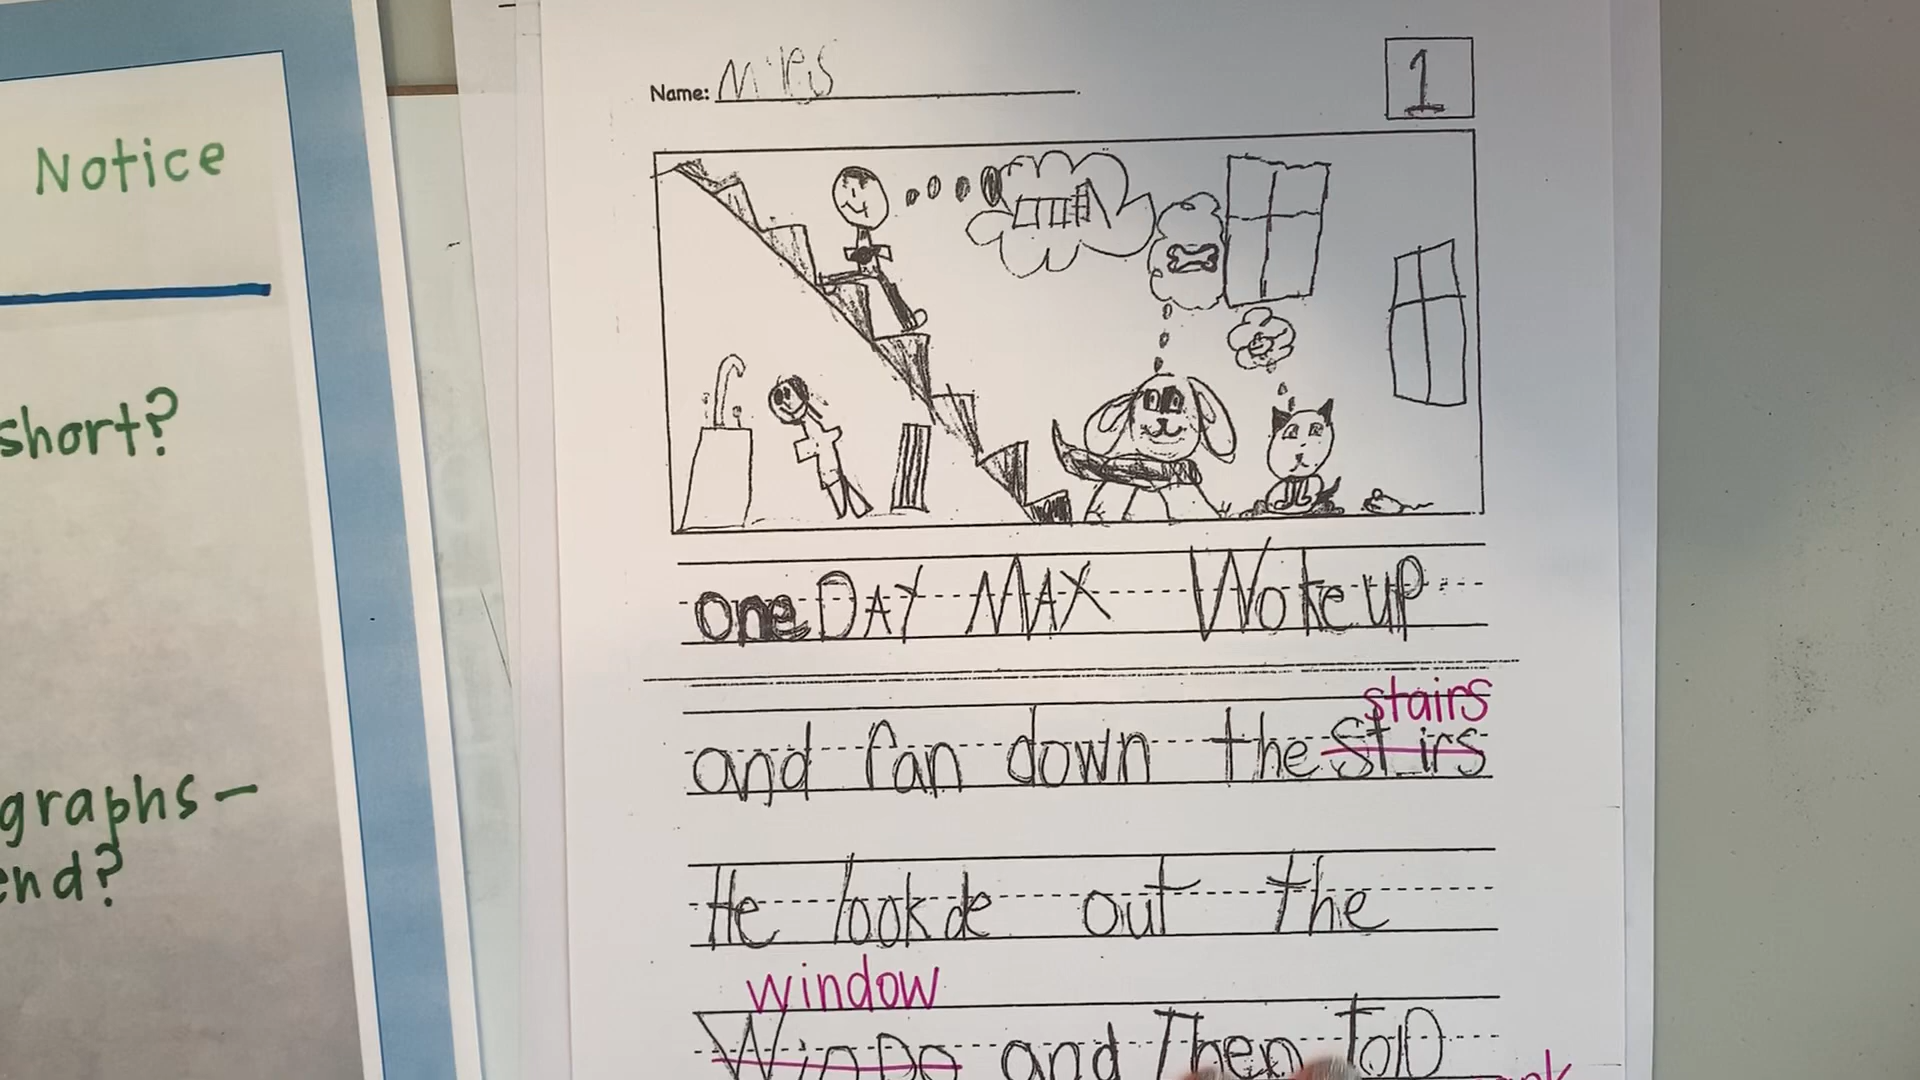 Notice
short?
graphs-
end?
Name:
1
one DAY MAX Woke up
stairs
and ran down the st irs
He lookde out the
window
WinDo and Then tolD